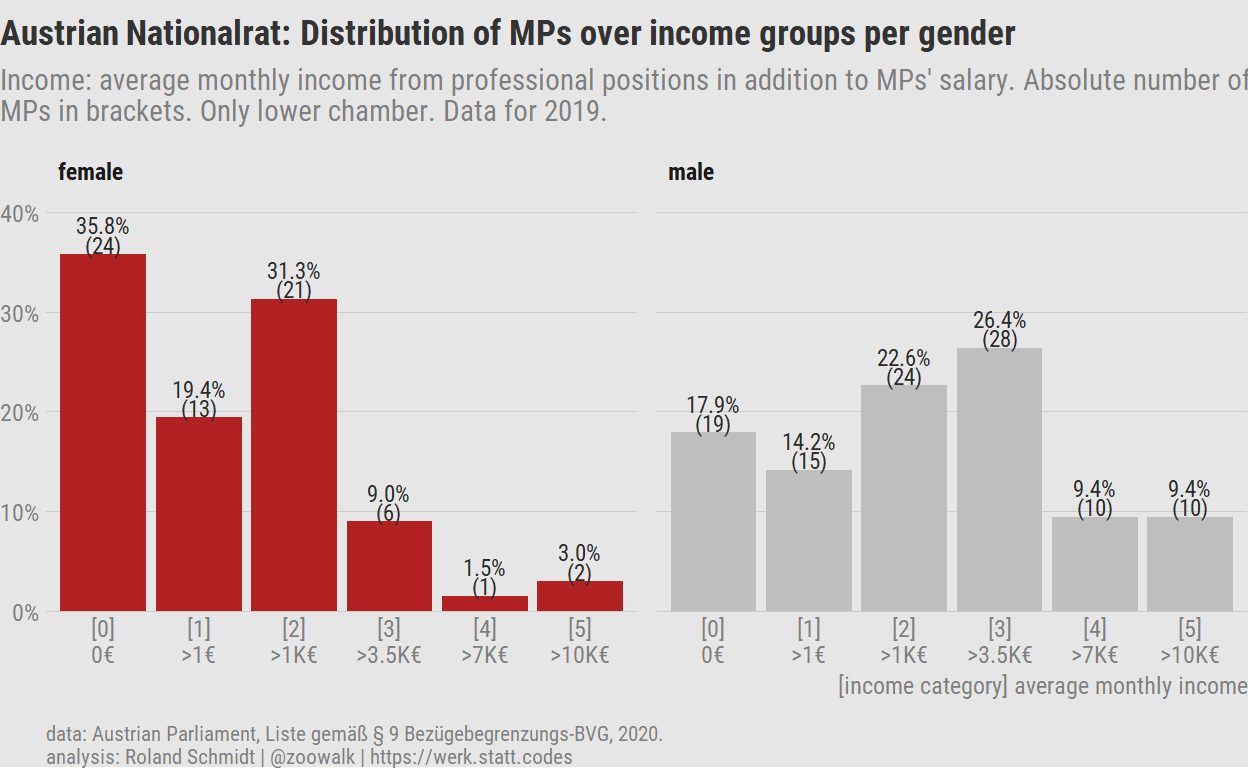 Austrian Nationalrat: Distribution of MPs over income groups per gender
Income: average monthly income from professional positions in addition to MPs' salary. Absolute number of
MPs in brackets. Only lower chamber. Data for 2019.
female
40%
30%
20%
10%
0%
35.8%
(24)
19.4%
(13)
31.3%
(21)
9.0%
(6)
1.5%
(1)
3.0%
(2)
[0] [1] [2] [3] [4] [5]
0€ >1€ >1K€ >3.5K€ >7K€ >10K€
male
17.9%
(19)
14.2%
(15)
22.6%
(24)
26.4%
(28)
9.4%
(10)
9.4%
(10)
[0] [1] [2] [3] [4] [5]
0€ >1€ >1K€ >3.5K€ >7K€ >10K€
[income category] average monthly income
data: Austrian Parliament, Liste gemäß § 9 Bezügebegrenzungs-BVG, 2020.
analysis: Roland Schmidt | @zoowalk | https://werk.statt.codes